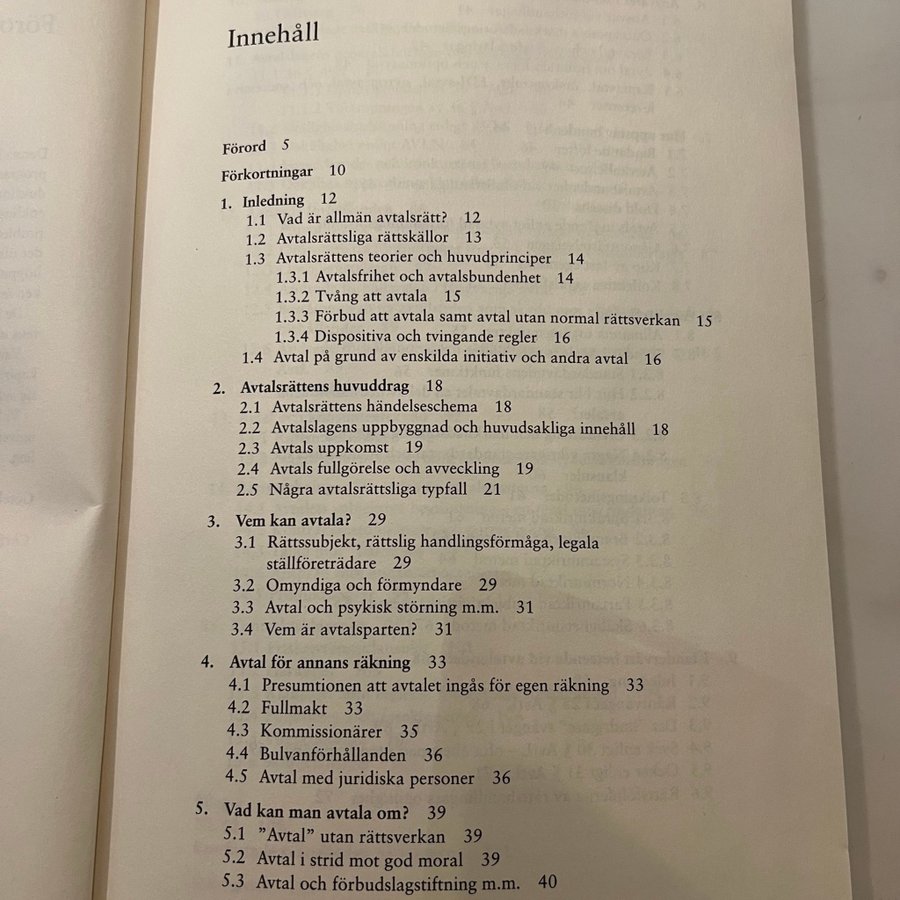 Innehåll
Förord 5
Förkortningar 10
1. Inledning 12
1.1 Vad är allmän avtalsrätt? 12
1.2 Avtalsrättsliga rättskällor 13
1.3 Avtalsrättens teorier och huvudprinciper 14
1.3.1 Avtalsfrihet och avtalsbundenhet 14
1.3.2 Tvång att avtala 15
1.3.3 Förbud att avtala samt avtal utan normal rättsverkan 15
1.3.4 Dispositiva och tvingande regler 16
1.4 Avtal på grund av enskilda initiativ och andra avtal 16
2. Avtalsrättens huvuddrag 18
2.1 Avtalsrättens händelseschema 18
2.2 Avtalslagens uppbyggnad och huvudsakliga innehåll 18
2.3 Avtals uppkomst 19
2.4 Avtals fullgörelse och avveckling 19
2.5 Några avtalsrättsliga typfall 21
3. Vem kan avtala? 29
3.1 Rättssubjekt, rättslig handlingsförmåga, legala
ställföreträdare 29
3.2 Omyndiga och förmyndare 29
3.3 Avtal och psykisk störning m.m. 31
3.4 Vem är avtalsparten? 31
4. Avtal för annans räkning 33
4.1 Presumtionen att avtalet ingås för egen räkning 33
4.2 Fullmakt 33
4.3 Kommissionärer 35
4.4 Bulvanförhållanden 36
4.5 Avtal med juridiska personer 36
5. Vad kan man avtala om? 39
5.1 ”Avtal” utan rättsverkan 39
5.2 Avtal i strid mot god moral 39
5.3 Avtal och förbudslagstiftning m.m. 40